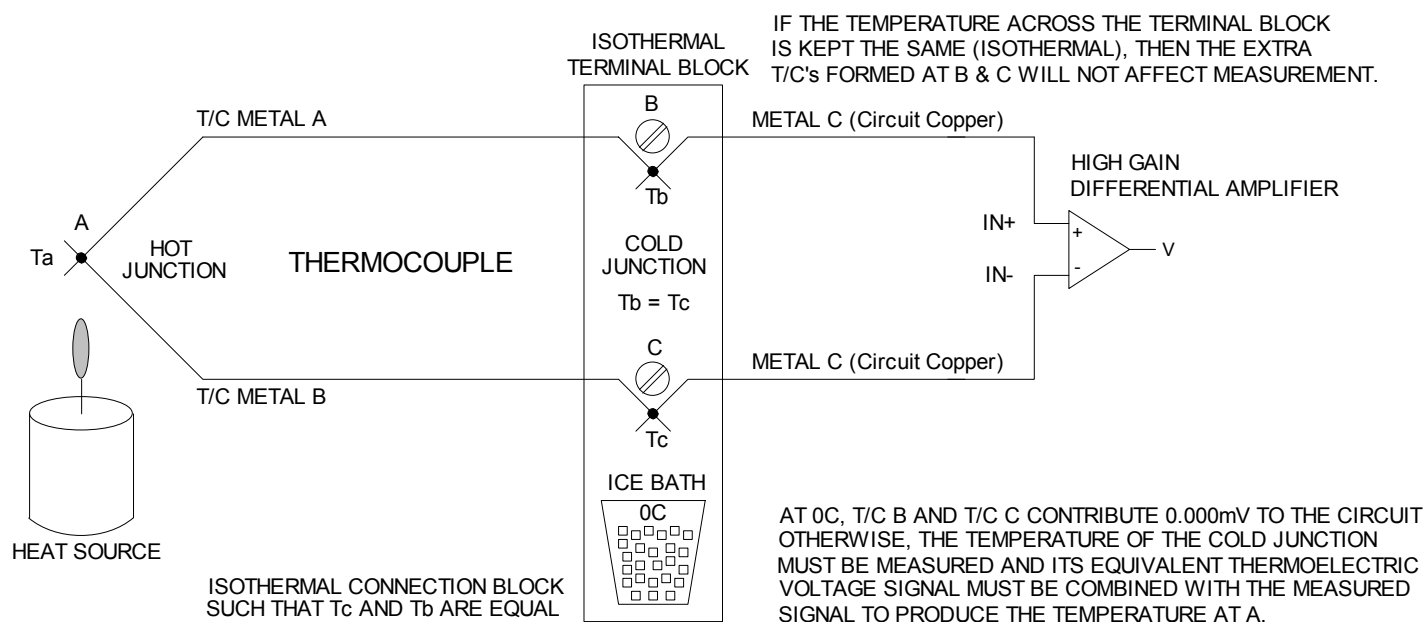 IF THE TEMPERATURE ACROSS THE TERMINAL BLOCK
IS KEPT THE SAME (ISOTHERMAL), THEN THE EXTRA
T/C's FORMED AT B & C WILL NOT AFFECT MEASUREMENT.
ISOTHERMAL
TERMINAL BLOCK
B
T/C METAL A
METAL C (Circuit Copper)
HIGH GAIN
DIFFERENTIAL AMPLIFIER
Tb
A
Ta
HOT
JUNCTION
THERMOCOUPLE
COLD
JUNCTION
Tb = Tc
IN+
IN-
+
-
V
C
T/C METAL B
METAL C (Circuit Copper)
Tc
ICE BATH
0C
HEAT SOURCE
ISOTHERMAL CONNECTION BLOCK
SUCH THAT Tc AND Tb ARE EQUAL
AT 0C, T/C B AND T/C C CONTRIBUTE 0.000mV TO THE CIRCUIT
OTHERWISE, THE TEMPERATURE OF THE COLD JUNCTION
MUST BE MEASURED AND ITS EQUIVALENT THERMOELECTRIC
VOLTAGE SIGNAL MUST BE COMBINED WITH THE MEASURED
SIGNAL TO PRODUCE THE TEMPERATURE AT A.